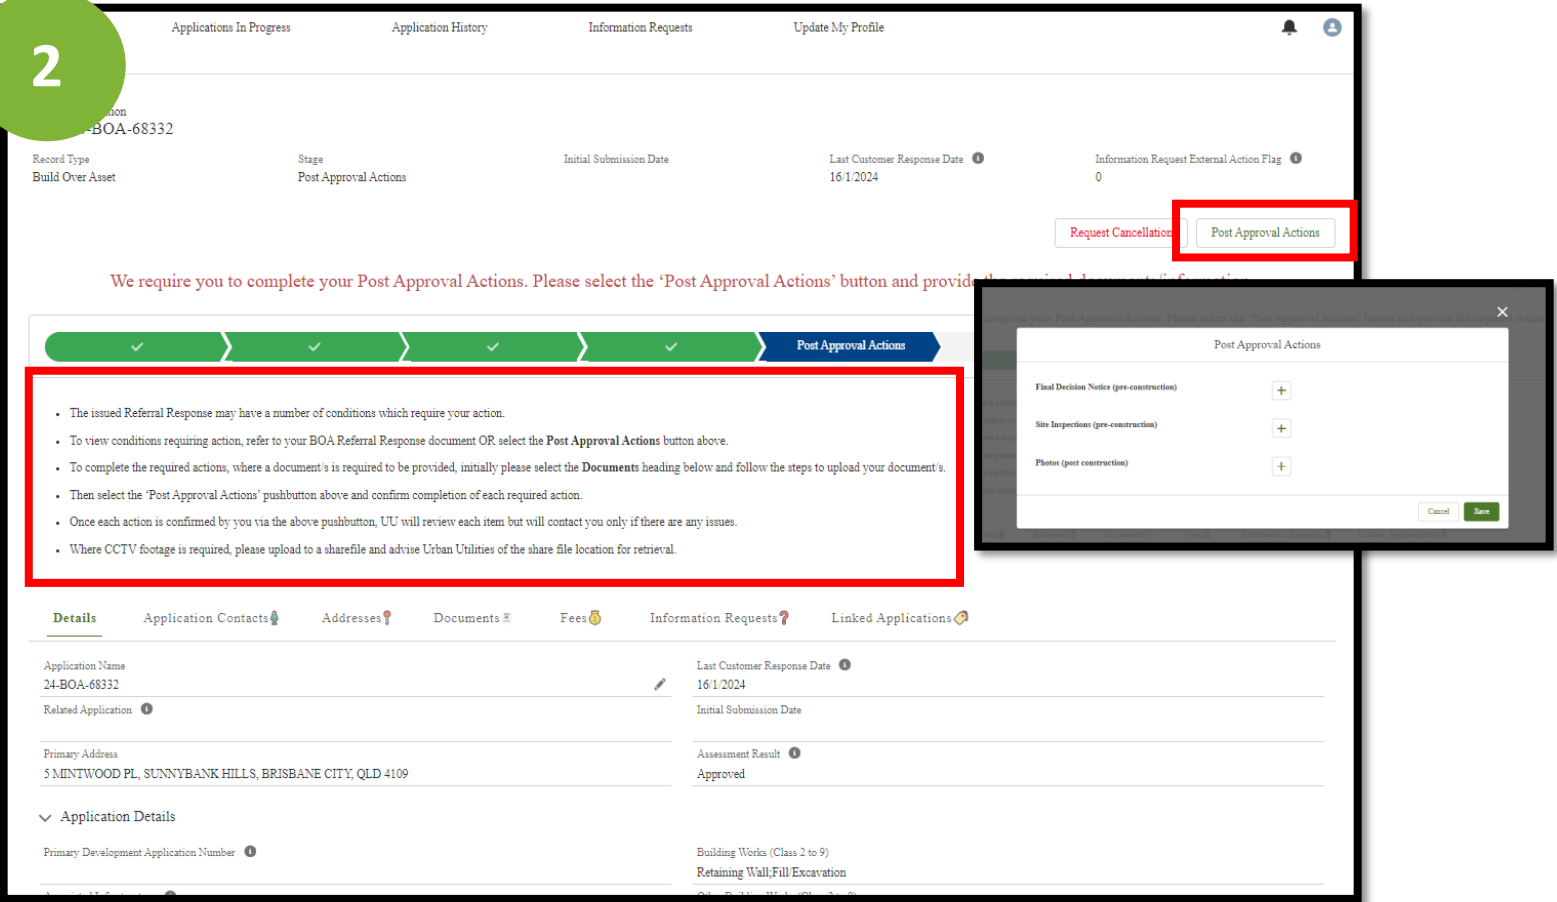 2
Applications In Progress
Application History
Information Requests
Update My Profile
-BOA-68332
Record Type
Build Over Asset
Stage
Post Approval Actions
Initial Submission Date
Last Customer Response Date
16/1/2024
Information Request External Action Flag
0
Request Cancellation
Post Approval Actions
We require you to complete your Post Approval Actions. Please select the ‘Post Approval Actions’ button and provide the required documents/information
Post Approval Actions
• The issued Referral Response may have a number of conditions which require your action.
• To view conditions requiring action, refer to your BOA Referral Response document OR select the Post Approval Actions button above.
• To complete the required actions, where a document/s is required to be provided, initially please select the Documents heading below and follow the steps to upload your document/s.
• Then select the ‘Post Approval Actions’ pushbutton above and confirm completion of each required action.
• Once each action is confirmed by you via the above pushbutton, UU will review each item but will contact you only if there are any issues.
• Where CCTV footage is required, please upload to a sharefile and advise Urban Utilities of the share file location for retrieval.
Post Approval Actions
Final Decision Notice (pre-construction)
Site Inspections (pre-construction)
Photos (post construction)
Cancel
Save
Details
Application Contacts
Addresses
Documents
Fees
Information Requests
Linked Applications
Application Name
24-BOA-68332
Last Customer Response Date
16/1/2024
Related Application
Initial Submission Date
Primary Address
5 MINTWOOD PL, SUNNYBANK HILLS, BRISBANE CITY, QLD 4109
Assessment Result
Approved
Application Details
Primary Development Application Number
Building Works (Class 2 to 9)
Retaining Wall;Fill/Excavation